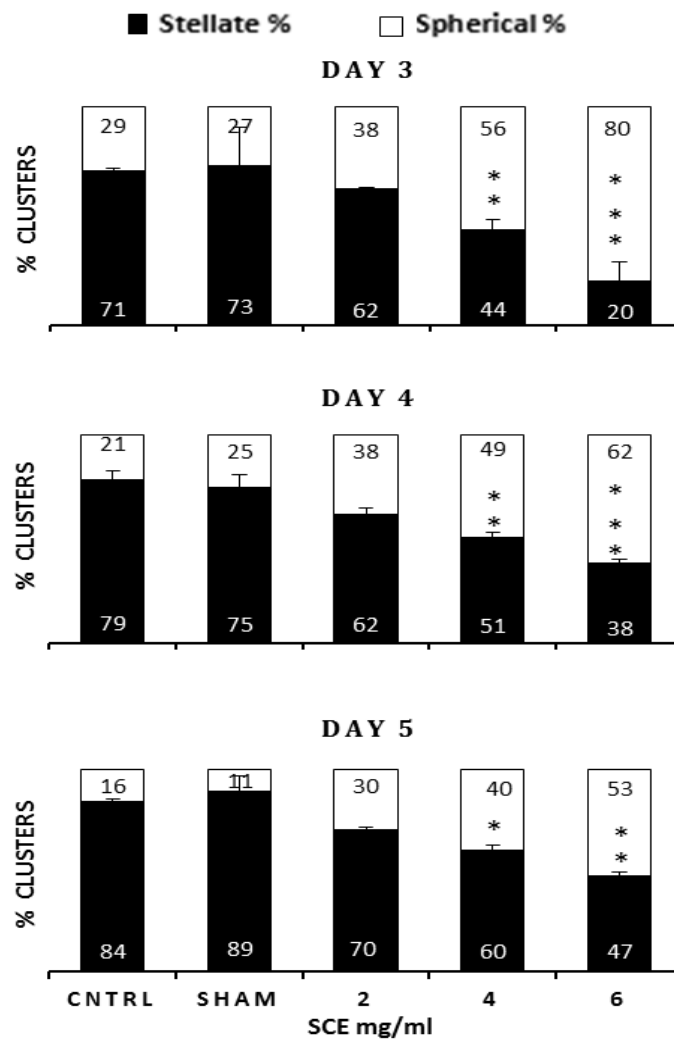 Stellate % Spherical %
DAY 3
29 27 38 56 80
* * * * *
% CLUSTERS
71 73 62 44 20
DAY 4
21 25 38 49 62
* * * * *
% CLUSTERS
79 75 62 51 38
DAY 5
16 11 30 40 53
* * *
% CLUSTERS
84 89 70 60 47
CNTRL SHAM 2 4 6
SCE mg/ml